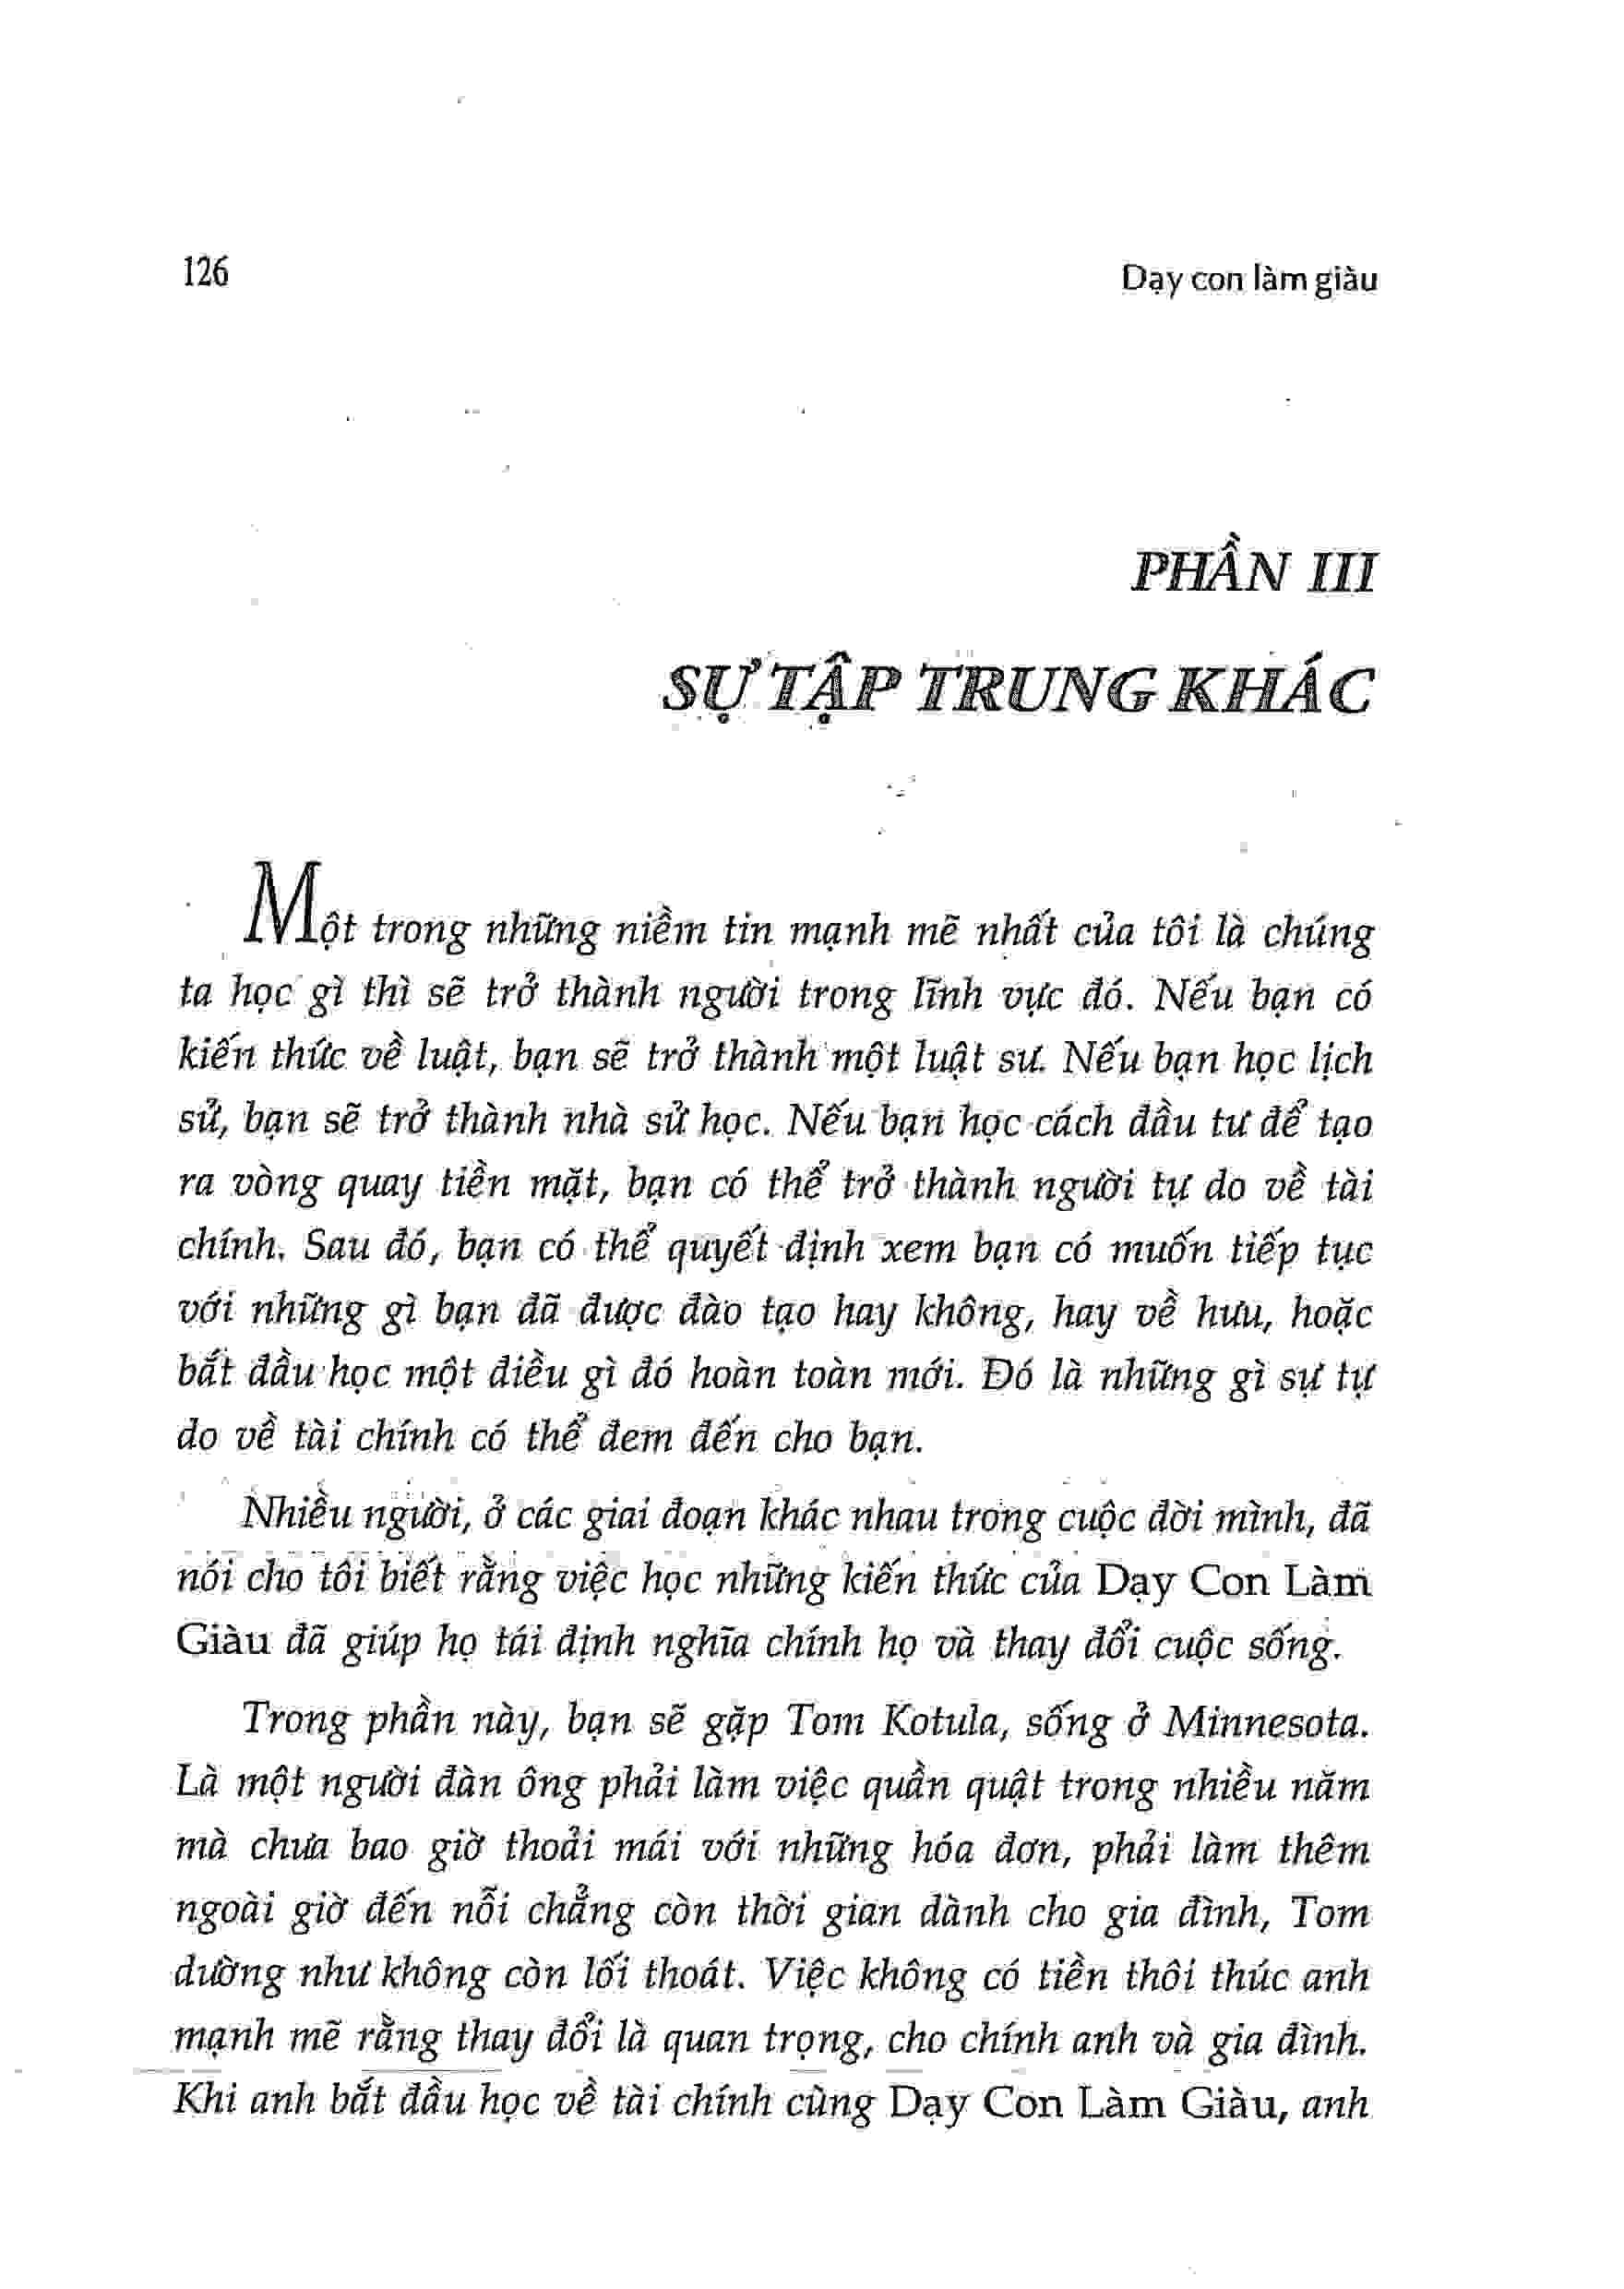 126
Dạy con làm giàu
PHẦN III
SỰ TẬP TRUNG KHÁC
Một trong những niềm tin mạnh mẽ nhất của tôi là chúng
ta học gì thì sẽ trở thành người trong lĩnh vực đó. Nếu bạn có
kiến thức về luật, bạn sẽ trở thành một luật sư. Nếu bạn học lịch
sử, bạn sẽ trở thành nhà sử học. Nếu bạn học cách đầu tư để tạo
ra vòng quay tiền mặt, bạn có thể trở thành người tự do về tài
chính. Sau đó, bạn có thể quyết định xem bạn có muốn tiếp tục
với những gì bạn đã được đào tạo hay không, hay về hưu, hoặc
bắt đầu học một điều gì đó hoàn toàn mới. Đó là những gì sự tự
do về tài chính có thể đem đến cho bạn.
Nhiều người, ở các giai đoạn khác nhau trong cuộc đời mình, đã
nói cho tôi biết rằng việc học những kiến thức của Dạy Con Làm
Giàu đã giúp họ tái định nghĩa chính họ và thay đổi cuộc sống.
Trong phần này, bạn sẽ gặp Tom Kotula, sống ở Minnesota.
Là một người đàn ông phải làm việc quần quật trong nhiều năm
mà chưa bao giờ thoải mái với những hóa đơn, phải làm thêm
ngoài giờ đến nỗi chẳng còn thời gian dành cho gia đình, Tom
dường như không còn lối thoát. Việc không có tiền thôi thúc anh
mạnh mẽ rằng thay đổi là quan trọng, cho chính anh và gia đình.
Khi anh bắt đầu học về tài chính cùng Dạy Con Làm Giàu, anh